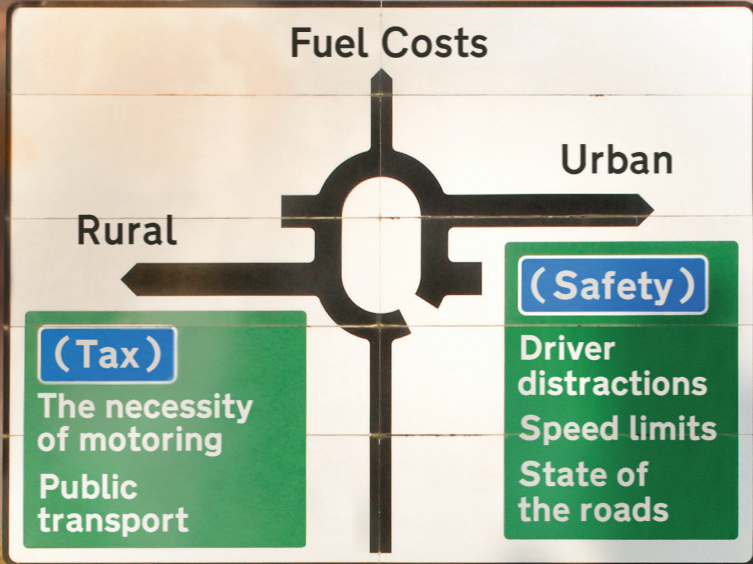 Fuel Costs
Urban
Rural
(Safety)
Driver
distractions
Speed limits
State of
the roads
(Tax)
The necessity
of motoring
Public
transport